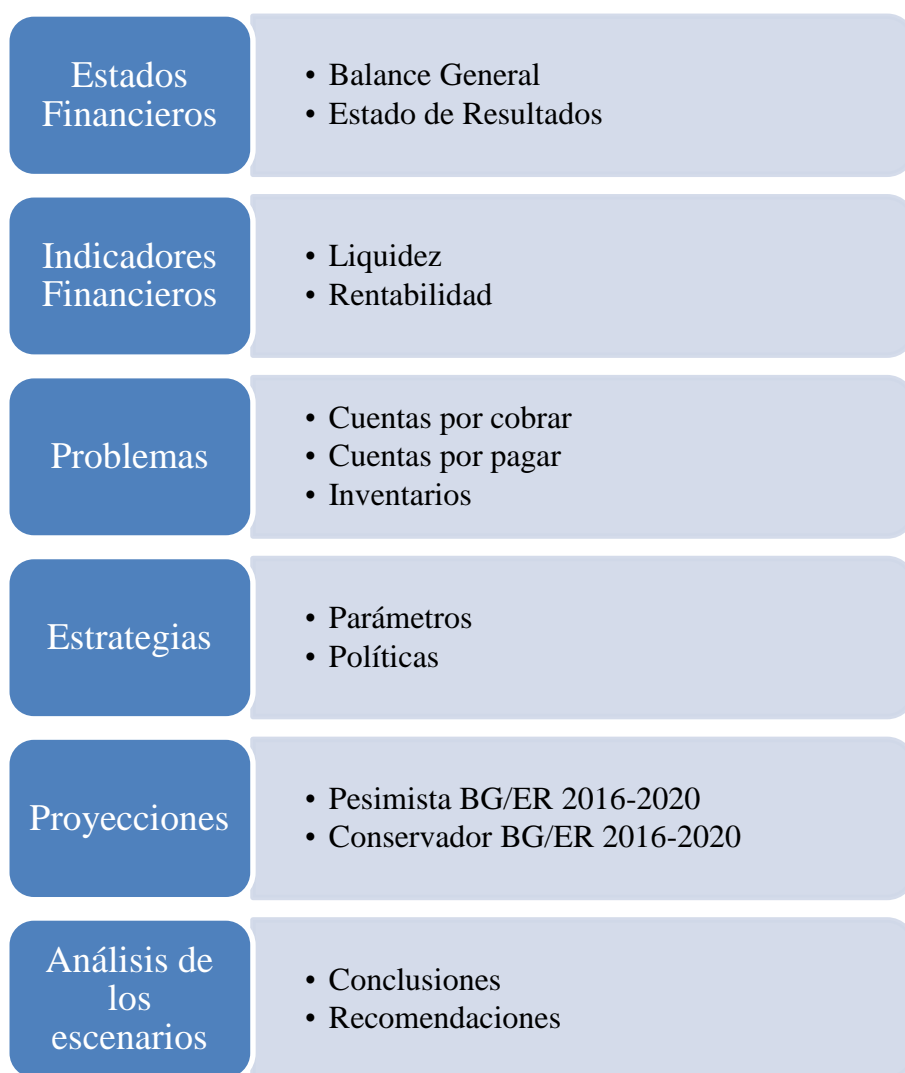 Estados
Financieros
• Balance General
• Estado de Resultados
Indicadores
Financieros
• Liquidez
• Rentabilidad
Problemas
• Cuentas por cobrar
• Cuentas por pagar
• Inventarios
Estrategias
• Parámetros
• Políticas
Proyecciones
• Pesimista BG/ER 2016-2020
• Conservador BG/ER 2016-2020
Análisis de
los
escenarios
• Conclusiones
• Recomendaciones